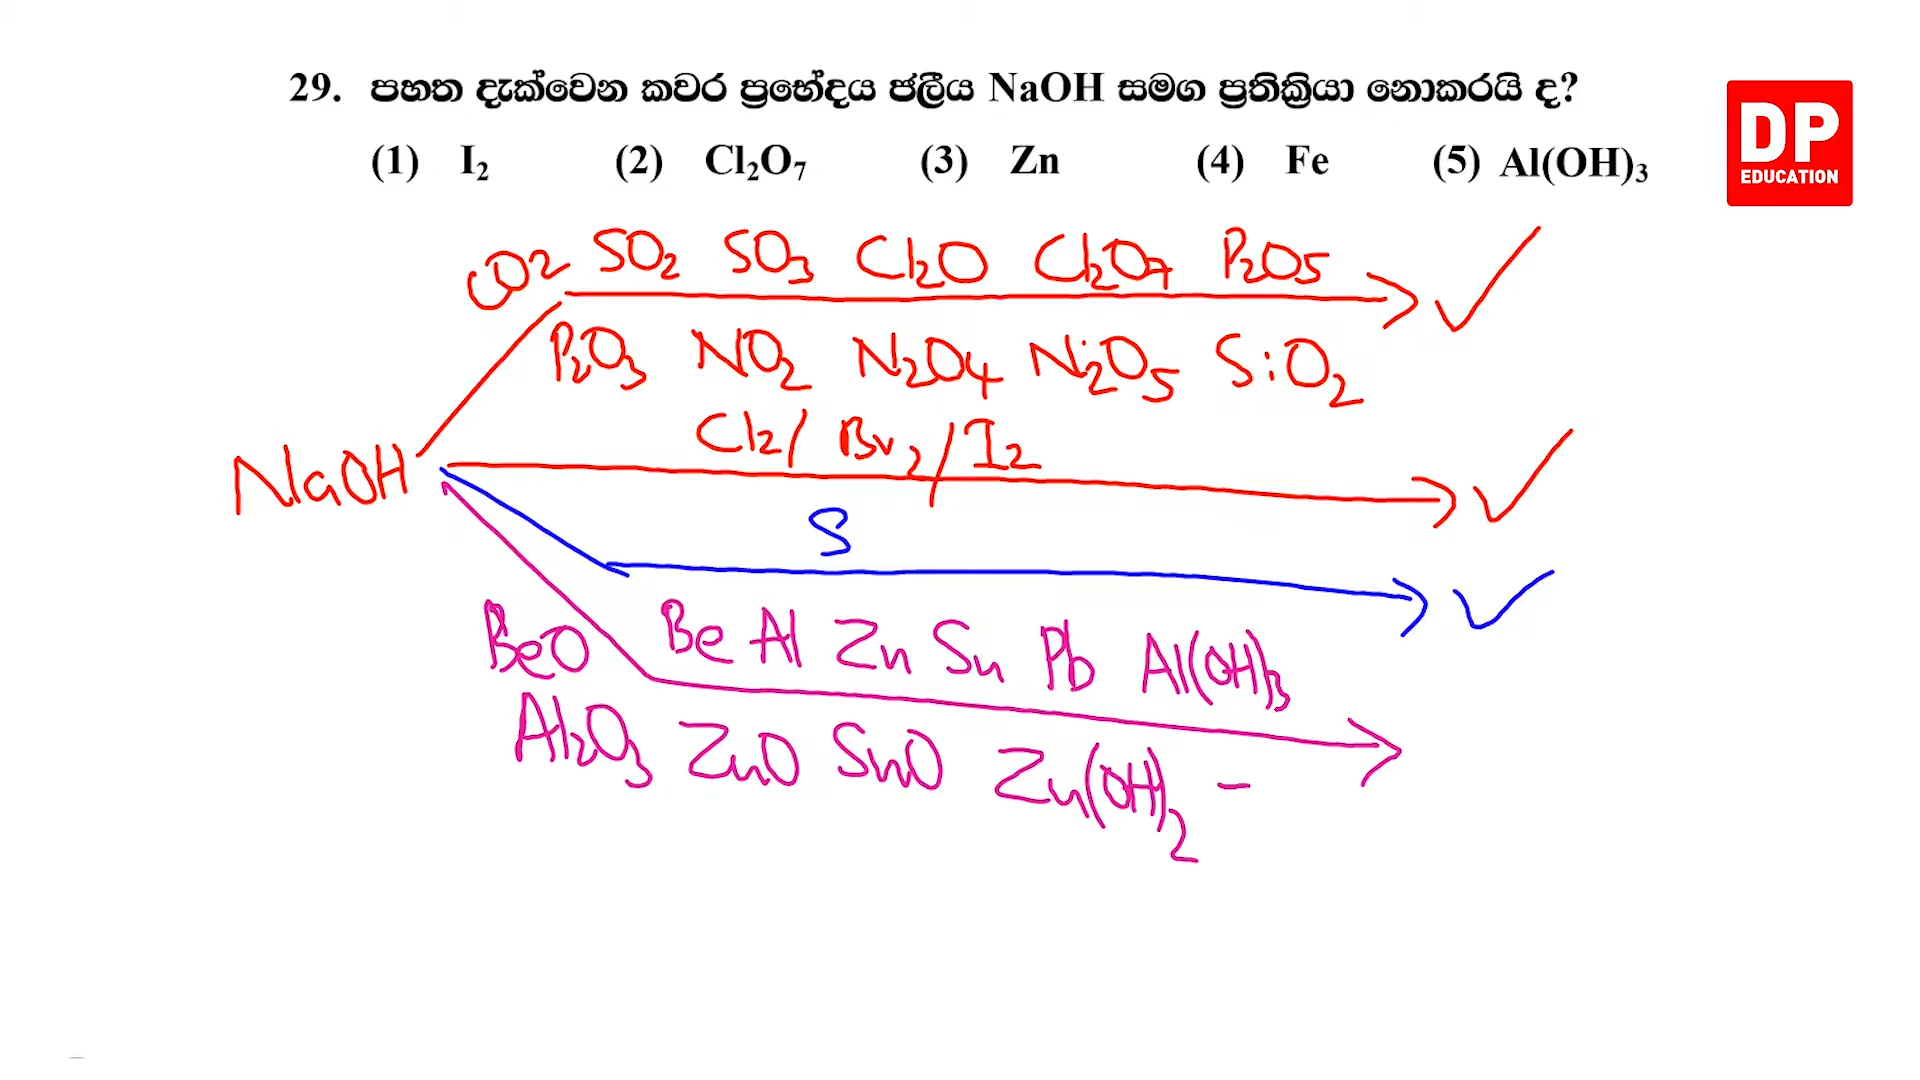 29. පහත දැක්වෙන කවර ප්‍රභේදය ජලීය NaOH සමග ප්‍රතික්‍රියා නොකරයි ද?
(1) I₂ (2) Cl₂O₇ (3) Zn (4) Fe (5) Al(OH)₃
DP
EDUCATION
CO₂ SO₂ SO₃ Cl₂O Cl₂O₇ P₂O₅
P₂O₃ NO₂ N₂O₄ N₂O₅ SiO₂
Cl₂/ Br₂/ I₂
NaOH
S
BeO Be Al Zn Sn Pb Al(OH)₃
Al₂O₃ ZnO SnO Zn(OH)₂ -